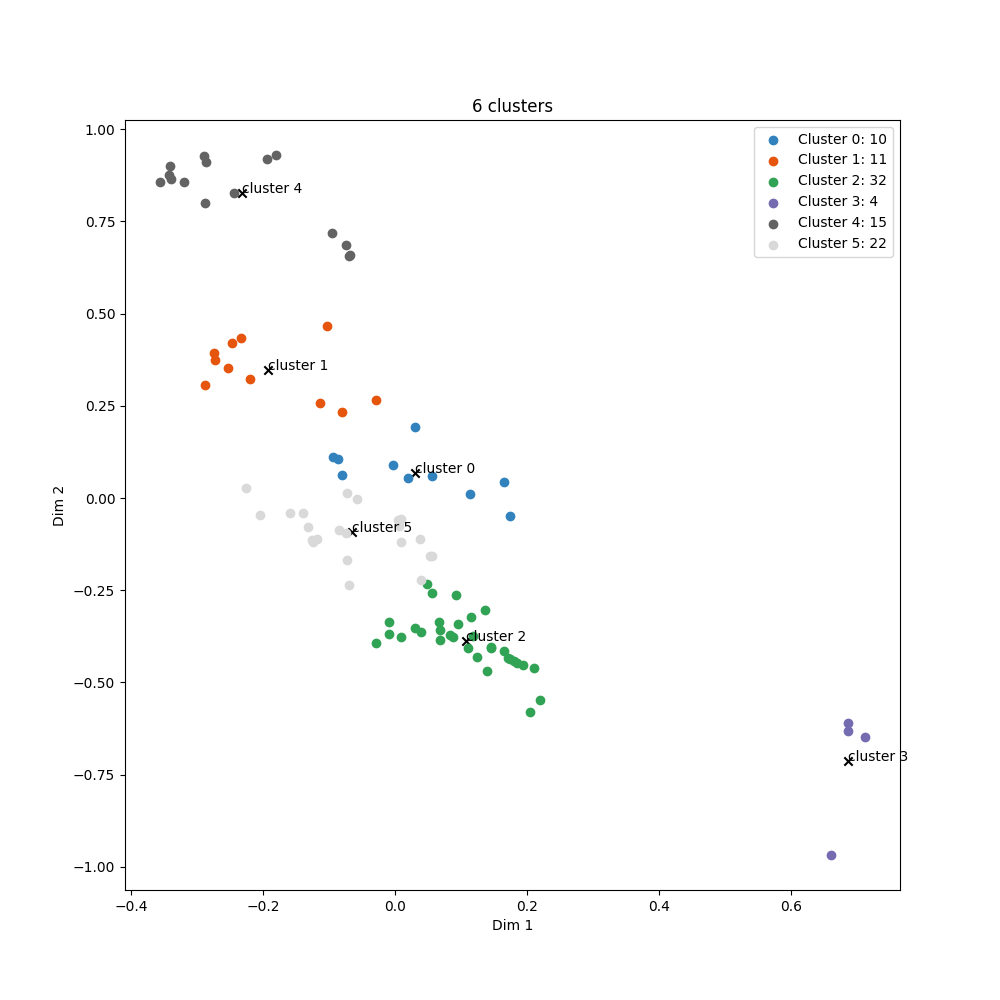 6 clusters
1.00
0.75
0.50
0.25
0.00
−0.25
−0.50
−0.75
−1.00
Dim 2
Cluster 0: 10
Cluster 1: 11
Cluster 2: 32
Cluster 3: 4
Cluster 4: 15
Cluster 5: 22
cluster 4
cluster 1
cluster 0
cluster 5
cluster 2
cluster 3
−0.4
−0.2
0.0
0.2
0.4
0.6
Dim 1